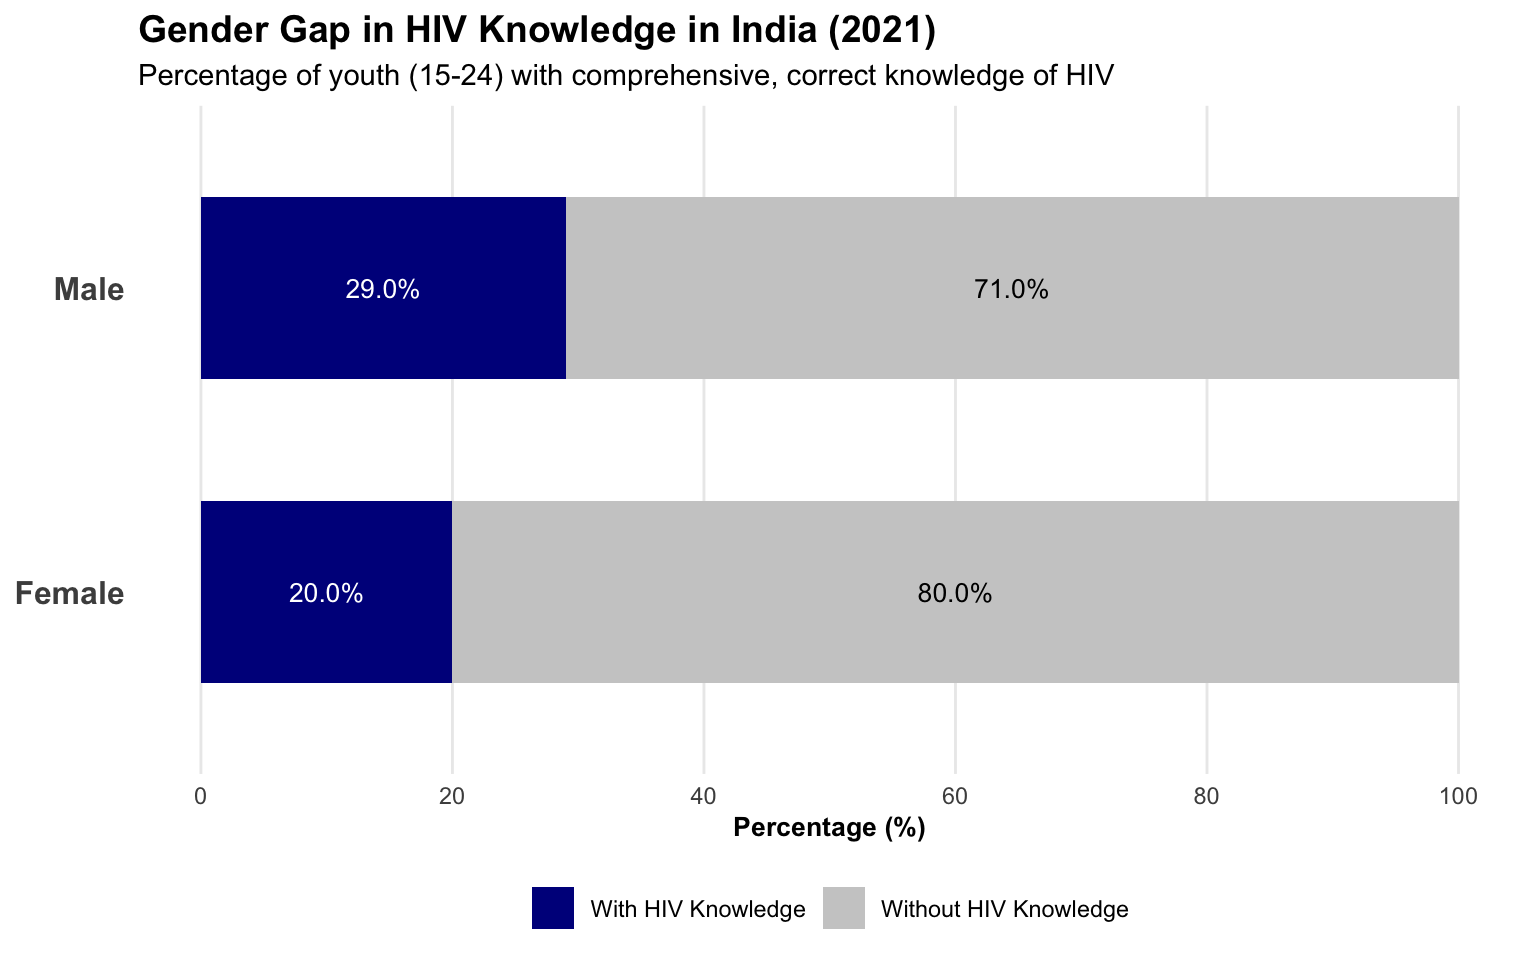 Gender Gap in HIV Knowledge in India (2021)
Percentage of youth (15-24) with comprehensive, correct knowledge of HIV
Male
29.0%
71.0%
Female
20.0%
80.0%
0 20 40 60 80 100
Percentage (%)
With HIV Knowledge Without HIV Knowledge